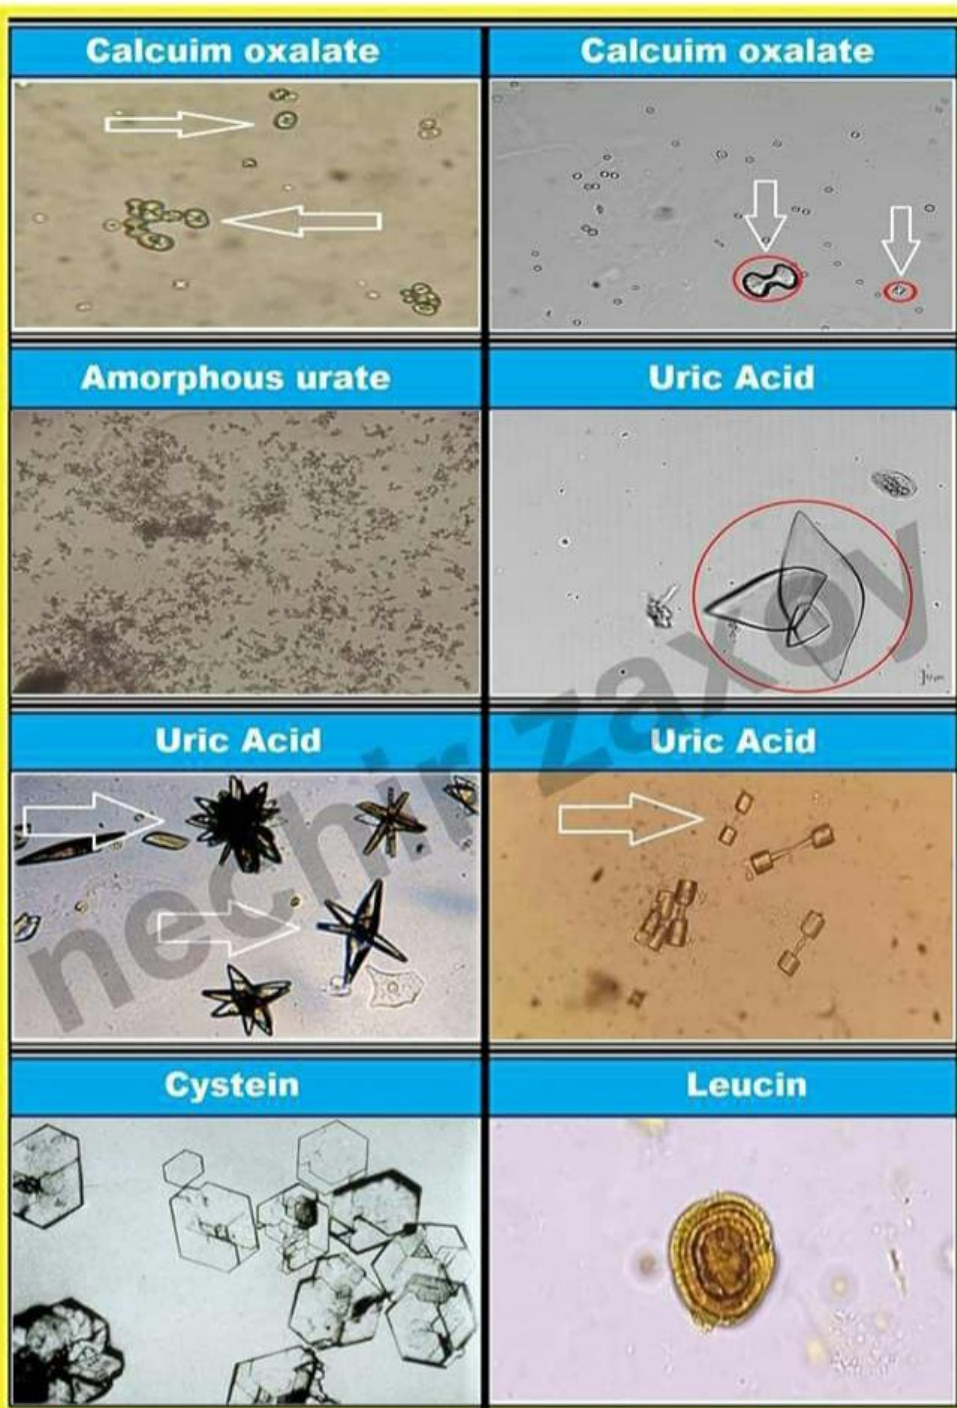 Calcuim oxalate
Calcuim oxalate
Amorphous urate
Uric Acid
Uric Acid
Uric Acid
Cystein
Leucin
nechir zaxoy